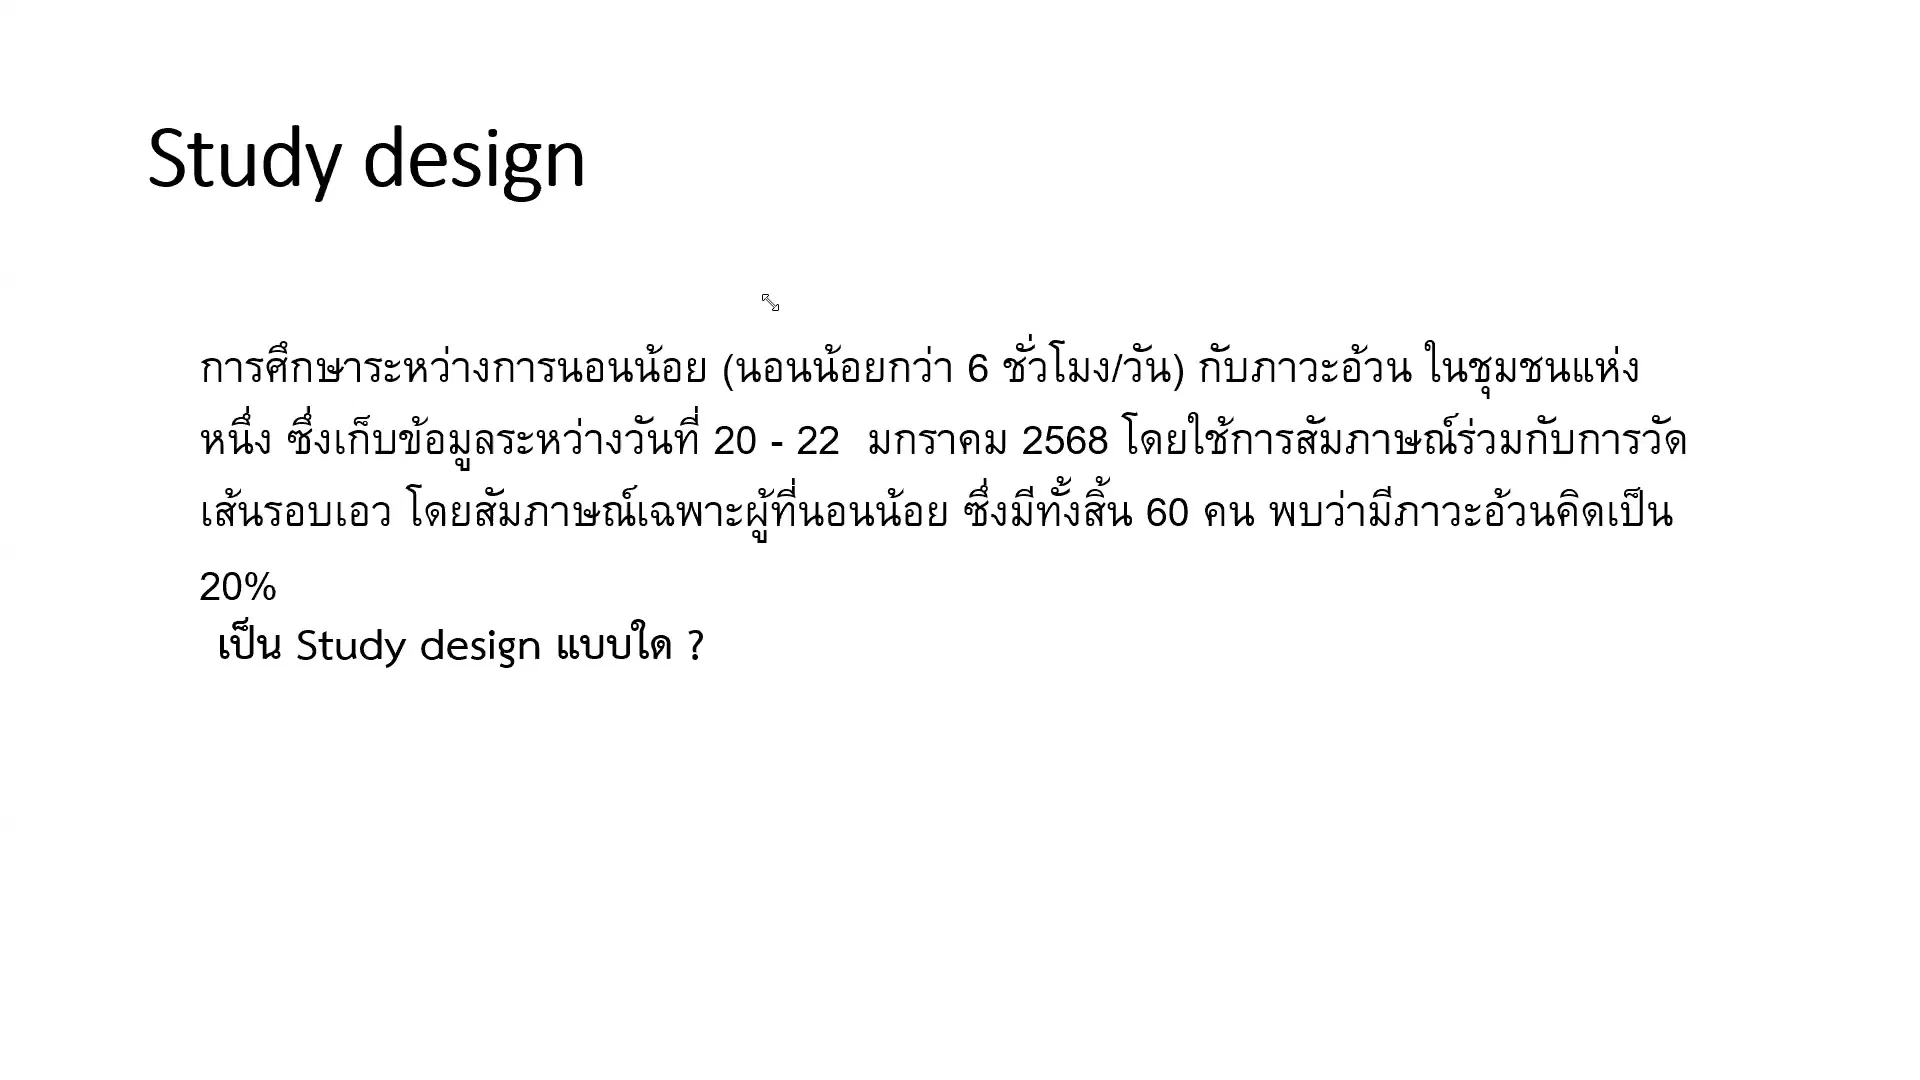 Study design
การศึกษาระหว่างการนอนน้อย (นอนน้อยกว่า 6 ชั่วโมง/วัน) กับภาวะอ้วน ในชุมชนแห่ง
หนึ่ง ซึ่งเก็บข้อมูลระหว่างวันที่ 20 - 22 มกราคม 2568 โดยใช้การสัมภาษณ์ร่วมกับการวัด
เส้นรอบเอว โดยสัมภาษณ์เฉพาะผู้ที่นอนน้อย ซึ่งมีทั้งสิ้น 60 คน พบว่ามีภาวะอ้วนคิดเป็น
20%
เป็น Study design แบบใด ?